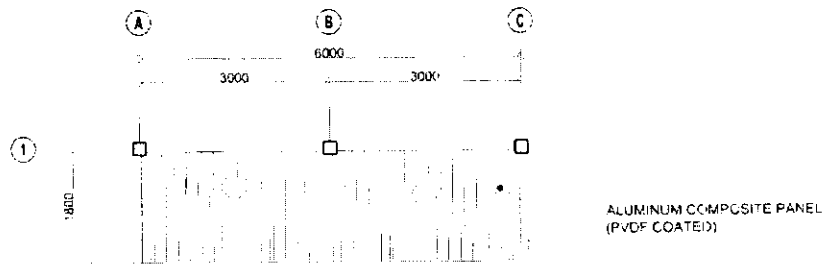 A B C
6000
3000 3000
1
1800
ALUMINUM COMPOSITE PANEL
(PVDF COATED)